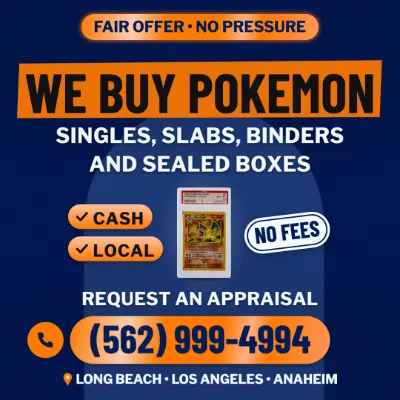 FAIR OFFER • NO PRESSURE
WE BUY POKEMON
SINGLES, SLABS, BINDERS
AND SEALED BOXES
CASH
LOCAL
NO FEES
REQUEST AN APPRAISAL
(562) 999-4994
LONG BEACH • LOS ANGELES • ANAHEIM